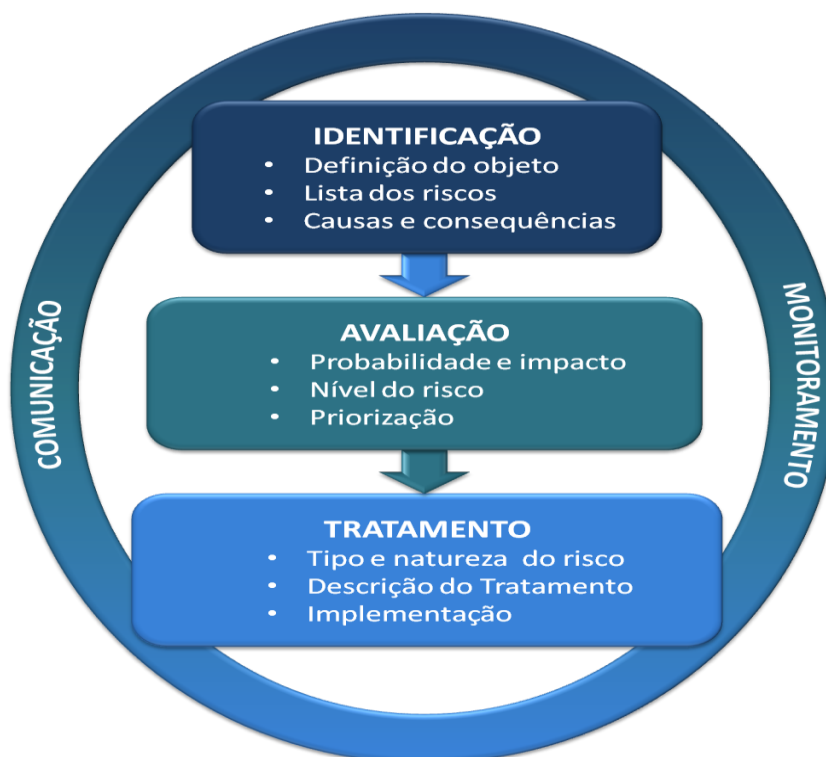 IDENTIFICAÇÃO
• Definição do objeto
• Lista dos riscos
• Causas e consequências
COMUNICAÇÃO
MONITORAMENTO
AVALIAÇÃO
• Probabilidade e impacto
• Nível do risco
• Priorização
TRATAMENTO
• Tipo e natureza do risco
• Descrição do Tratamento
• Implementação